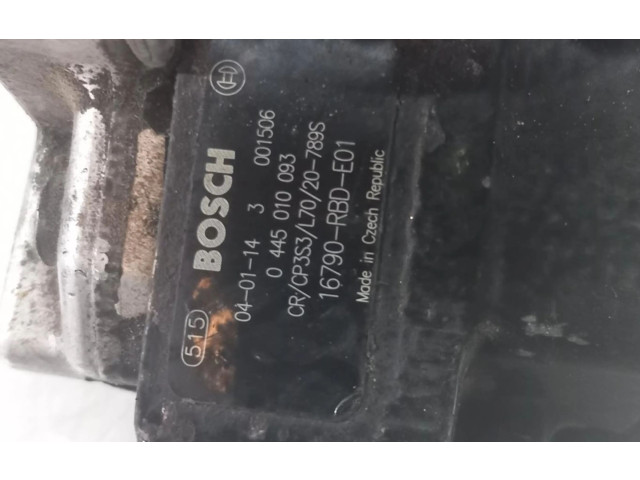 515 BOSCH
04-01-14 3 001506
0 445 010 093
CR/CP3S3/L70/20-789S
16790-RBD-E01
Made in Czech Republic